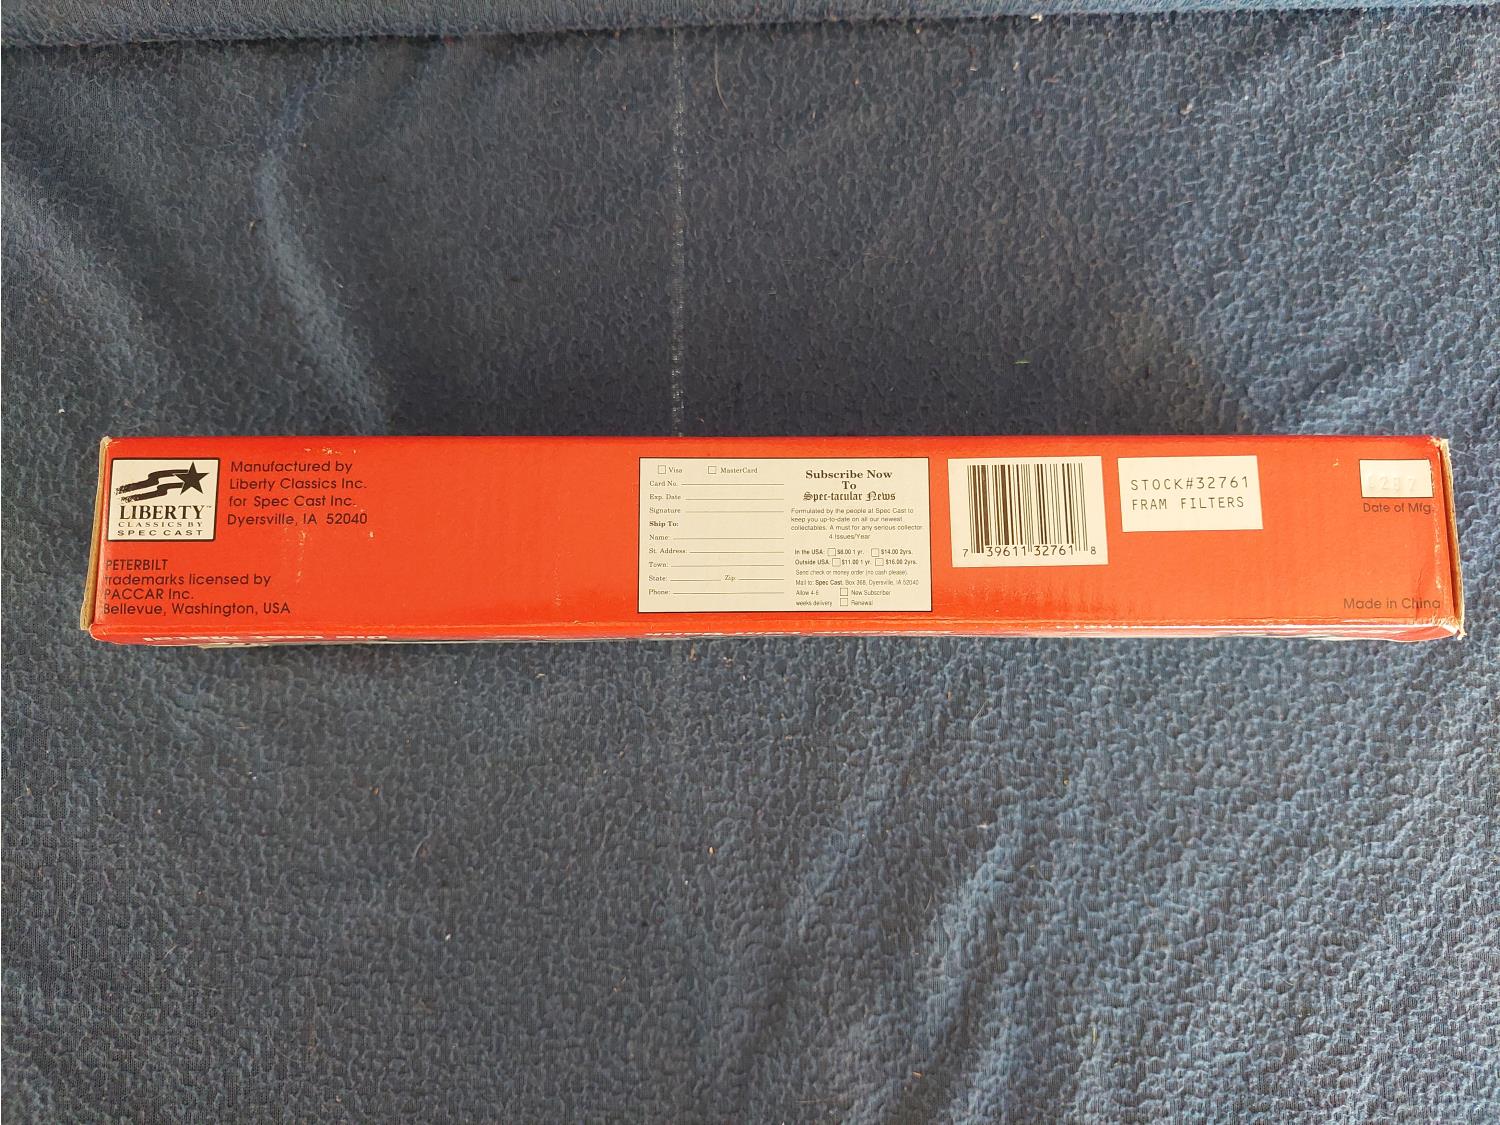 LIBERTY™
CLASSICS BY
SPEC CAST
Manufactured by
Liberty Classics Inc.
for Spec Cast Inc.
Dyersville, IA 52040
PETERBILT
trademarks licensed by
PACCAR Inc.
Bellevue, Washington, USA
Visa MasterCard
Card No.
Exp. Date
Signature
Ship To:
Name:
St. Address:
Town:
State: Zip:
Phone:
Subscribe Now
To
Spec-tacular News
Formulated by the people at Spec Cast to
keep you up-to-date on all our newest
collectables. A must for any serious collector.
4 Issues/Year
In the USA: $8.00 1 yr. $14.00 2yrs.
Outside USA: $11.00 1 yr. $16.00 2yrs.
Send check or money order (no cash please).
Mail to: Spec Cast, Box 368, Dyersville, IA 52040
Allow 4-6 New Subscriber
weeks delivery Renewal
7 39611 32761 8
STOCK#32761
FRAM FILTERS
Date of Mfg.
Made in China